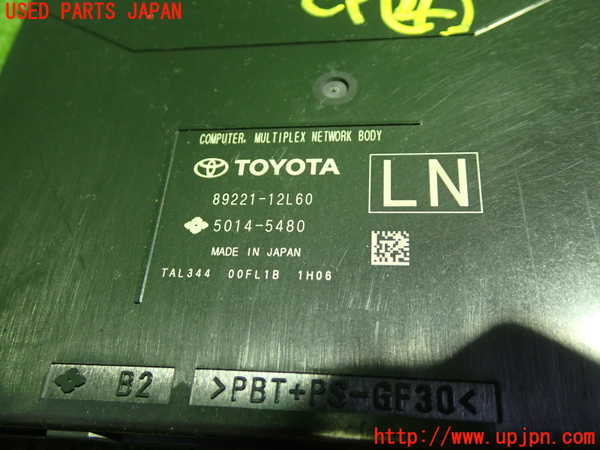 USED PARTS JAPAN
COMPUTER, MULTIPLEX NETWORK BODY
TOYOTA
LN
89221-12L60
5014-5480
MADE IN JAPAN
TAL344 00FL1B 1H06
B2
>PBT+PS-GF30<
http://www.upjpn.com/